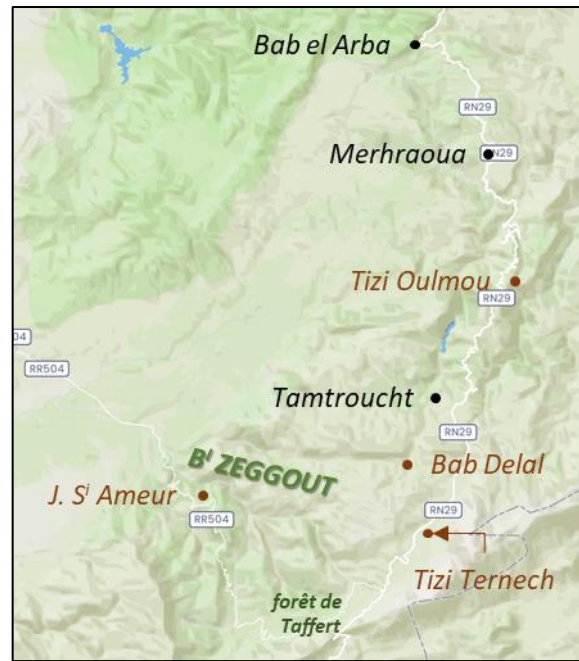 Bab el Arba
RN29
Merhraoua
RN29
Tizi Oulmou
RN29
04
RR504
Tamtroucht
RN29
Bⁱ ZEGGOUT
Bab Delal
J. Sⁱ Ameur
RR504
RN29
Tizi Ternech
forêt de
Taffert